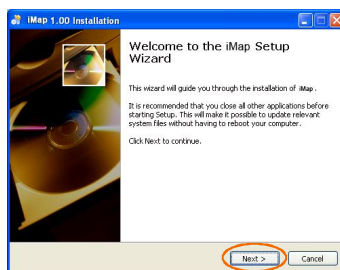 iMap 1.00 Installation
Welcome to the iMap Setup
Wizard
This wizard will guide you through the installation of iMap .
It is recommended that you close all other applications before
starting Setup. This will make it possible to update relevant
system files without having to reboot your computer.
Click Next to continue.
Next >
Cancel